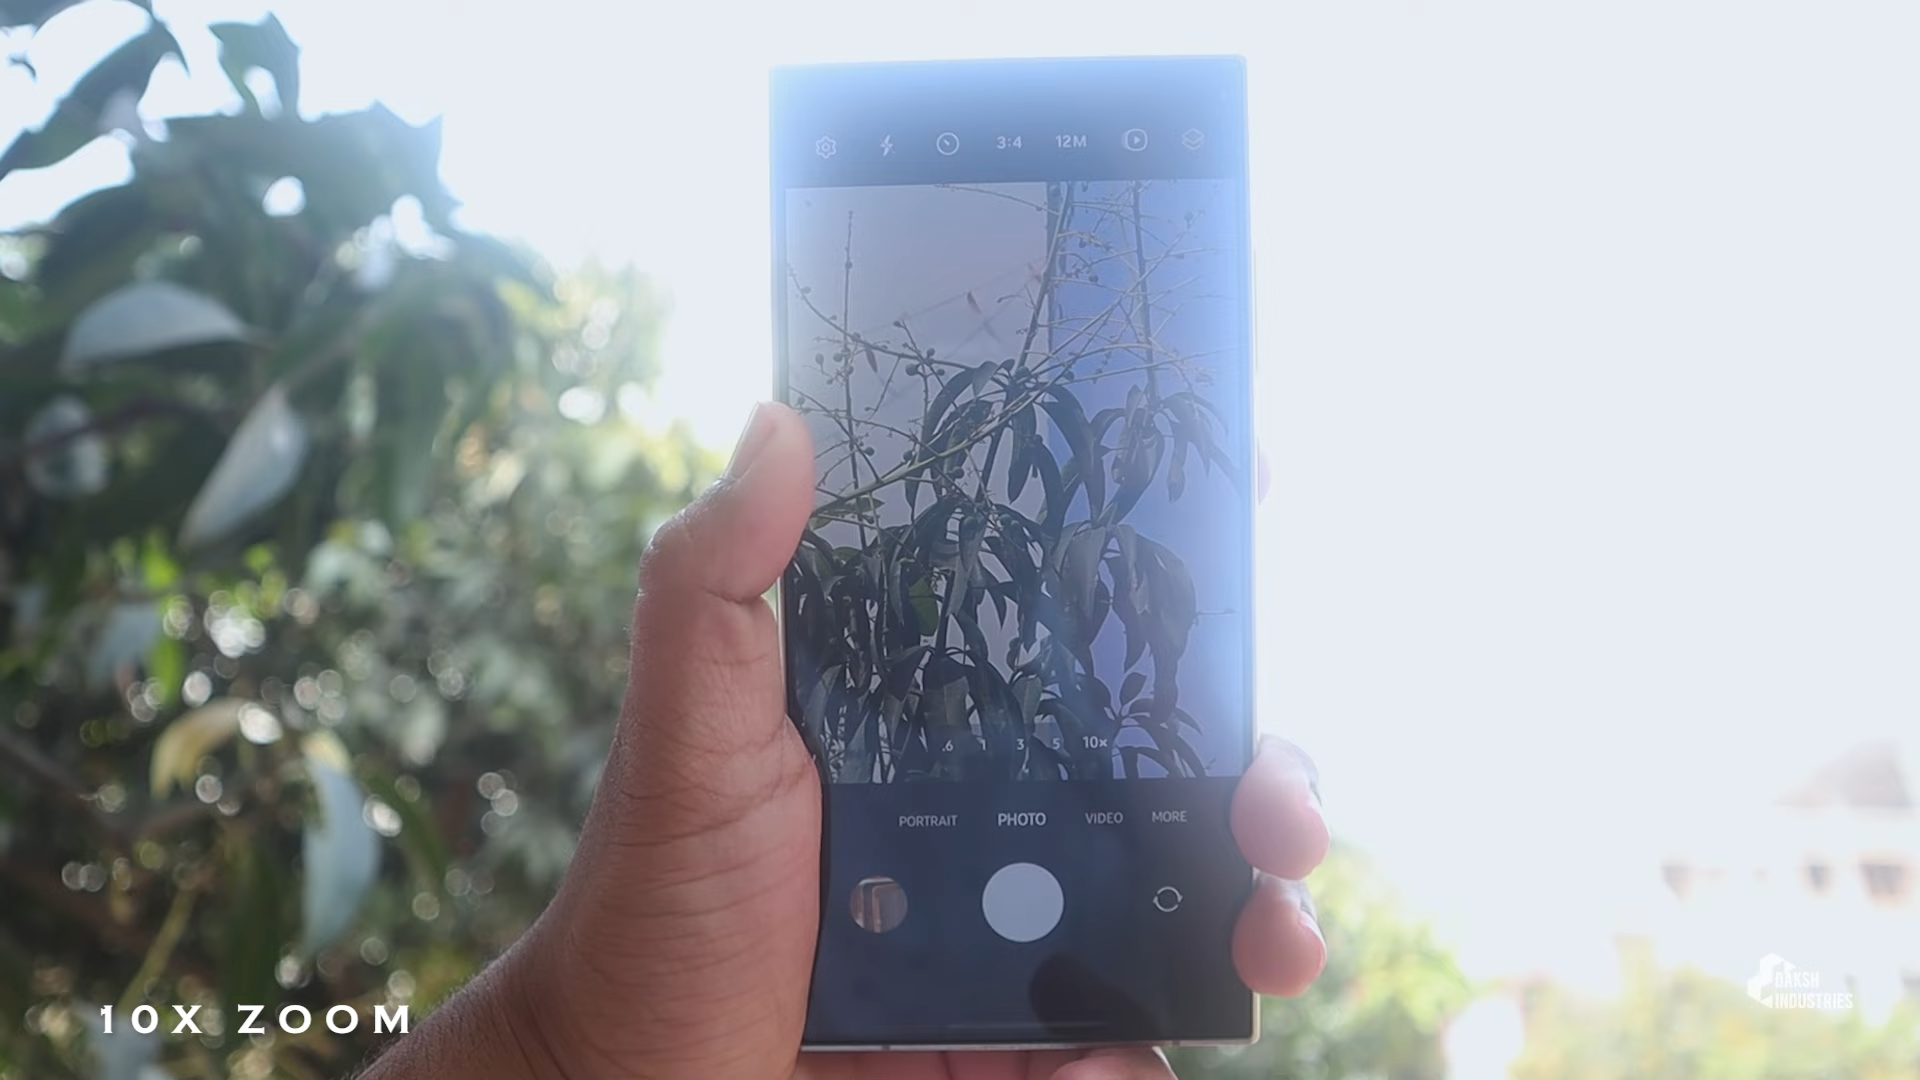 3:4 12M
.6 1 3 5 10x
PORTRAIT PHOTO VIDEO MORE
10X ZOOM
DAKSH
INDUSTRIES